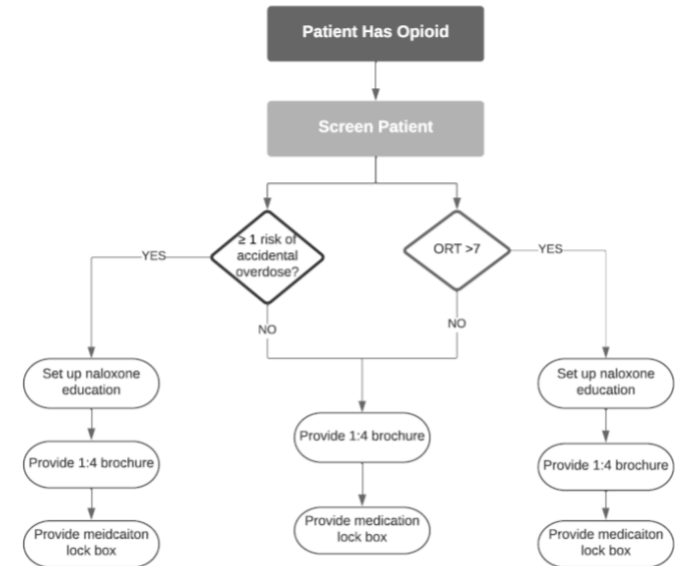 Patient Has Opioid
Screen Patient
≥ 1 risk of
accidental
overdose?
ORT >7
YES
YES
NO
NO
Set up naloxone
education
Provide 1:4 brochure
Provide meidcaiton
lock box
Provide 1:4 brochure
Provide medication
lock box
Set up naloxone
education
Provide 1:4 brochure
Provide medicaiton
lock box